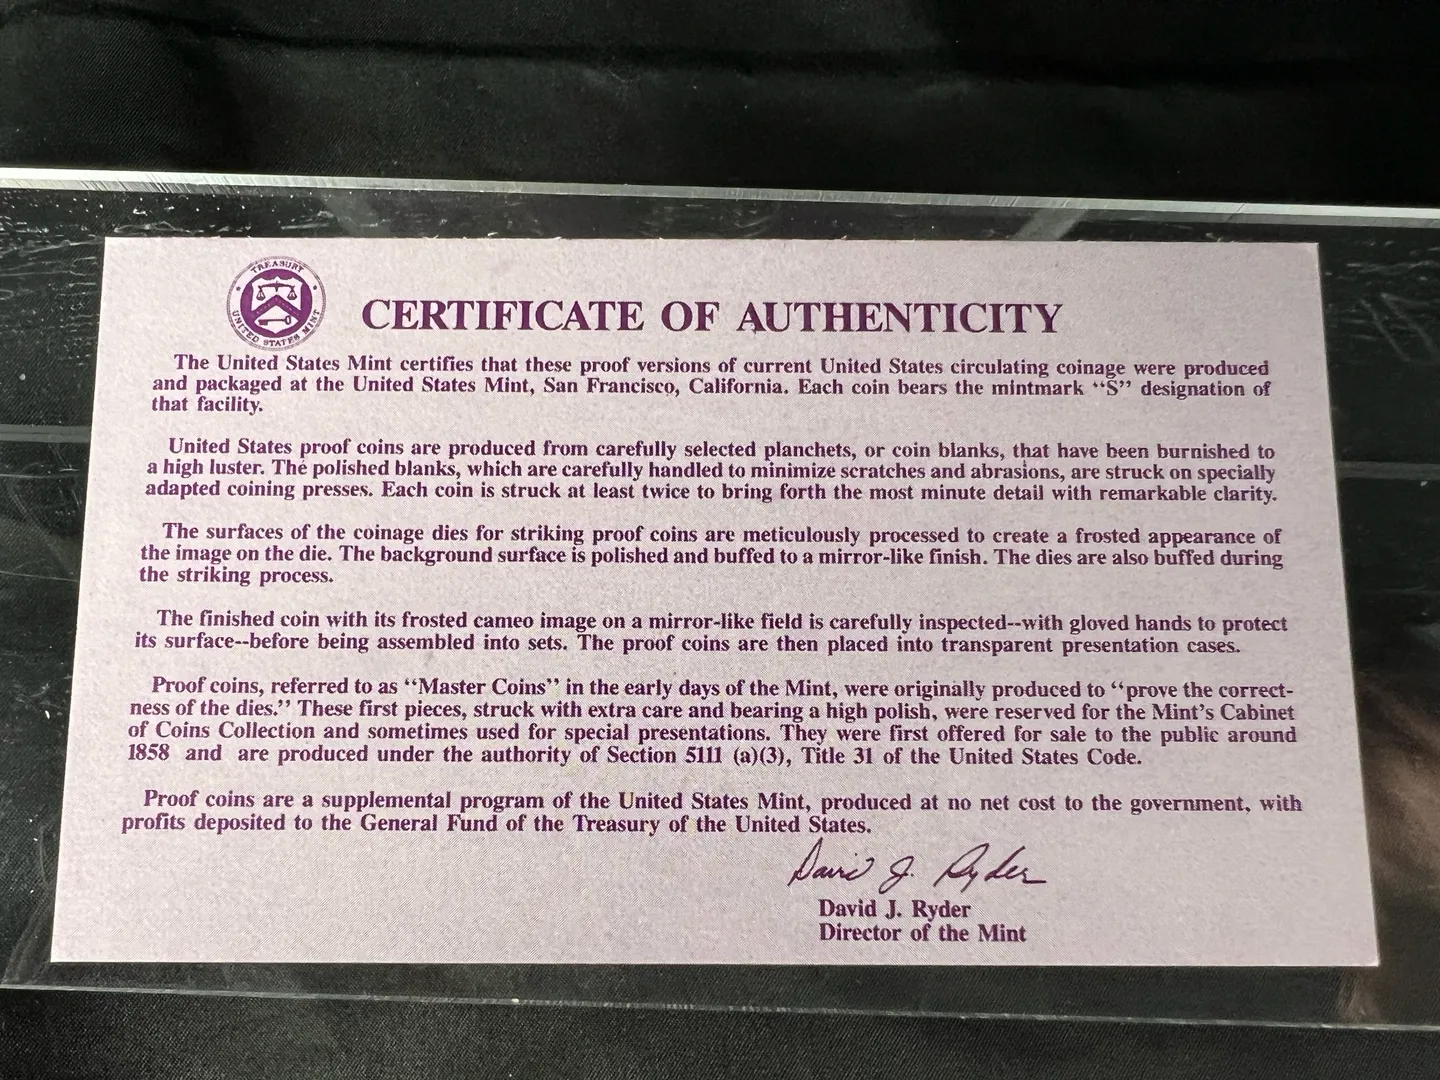 TREASURY
UNITED STATES MINT
CERTIFICATE OF AUTHENTICITY
The United States Mint certifies that these proof versions of current United States circulating coinage were produced
and packaged at the United States Mint, San Francisco, California. Each coin bears the mintmark “S” designation of
that facility.
United States proof coins are produced from carefully selected planchets, or coin blanks, that have been burnished to
a high luster. The polished blanks, which are carefully handled to minimize scratches and abrasions, are struck on specially
adapted coining presses. Each coin is struck at least twice to bring forth the most minute detail with remarkable clarity.
The surfaces of the coinage dies for striking proof coins are meticulously processed to create a frosted appearance of
the image on the die. The background surface is polished and buffed to a mirror-like finish. The dies are also buffed during
the striking process.
The finished coin with its frosted cameo image on a mirror-like field is carefully inspected--with gloved hands to protect
its surface--before being assembled into sets. The proof coins are then placed into transparent presentation cases.
Proof coins, referred to as “Master Coins” in the early days of the Mint, were originally produced to “prove the correct-
ness of the dies.” These first pieces, struck with extra care and bearing a high polish, were reserved for the Mint’s Cabinet
of Coins Collection and sometimes used for special presentations. They were first offered for sale to the public around
1858 and are produced under the authority of Section 5111 (a)(3), Title 31 of the United States Code.
Proof coins are a supplemental program of the United States Mint, produced at no net cost to the government, with
profits deposited to the General Fund of the Treasury of the United States.
David J. Ryder
David J. Ryder
Director of the Mint